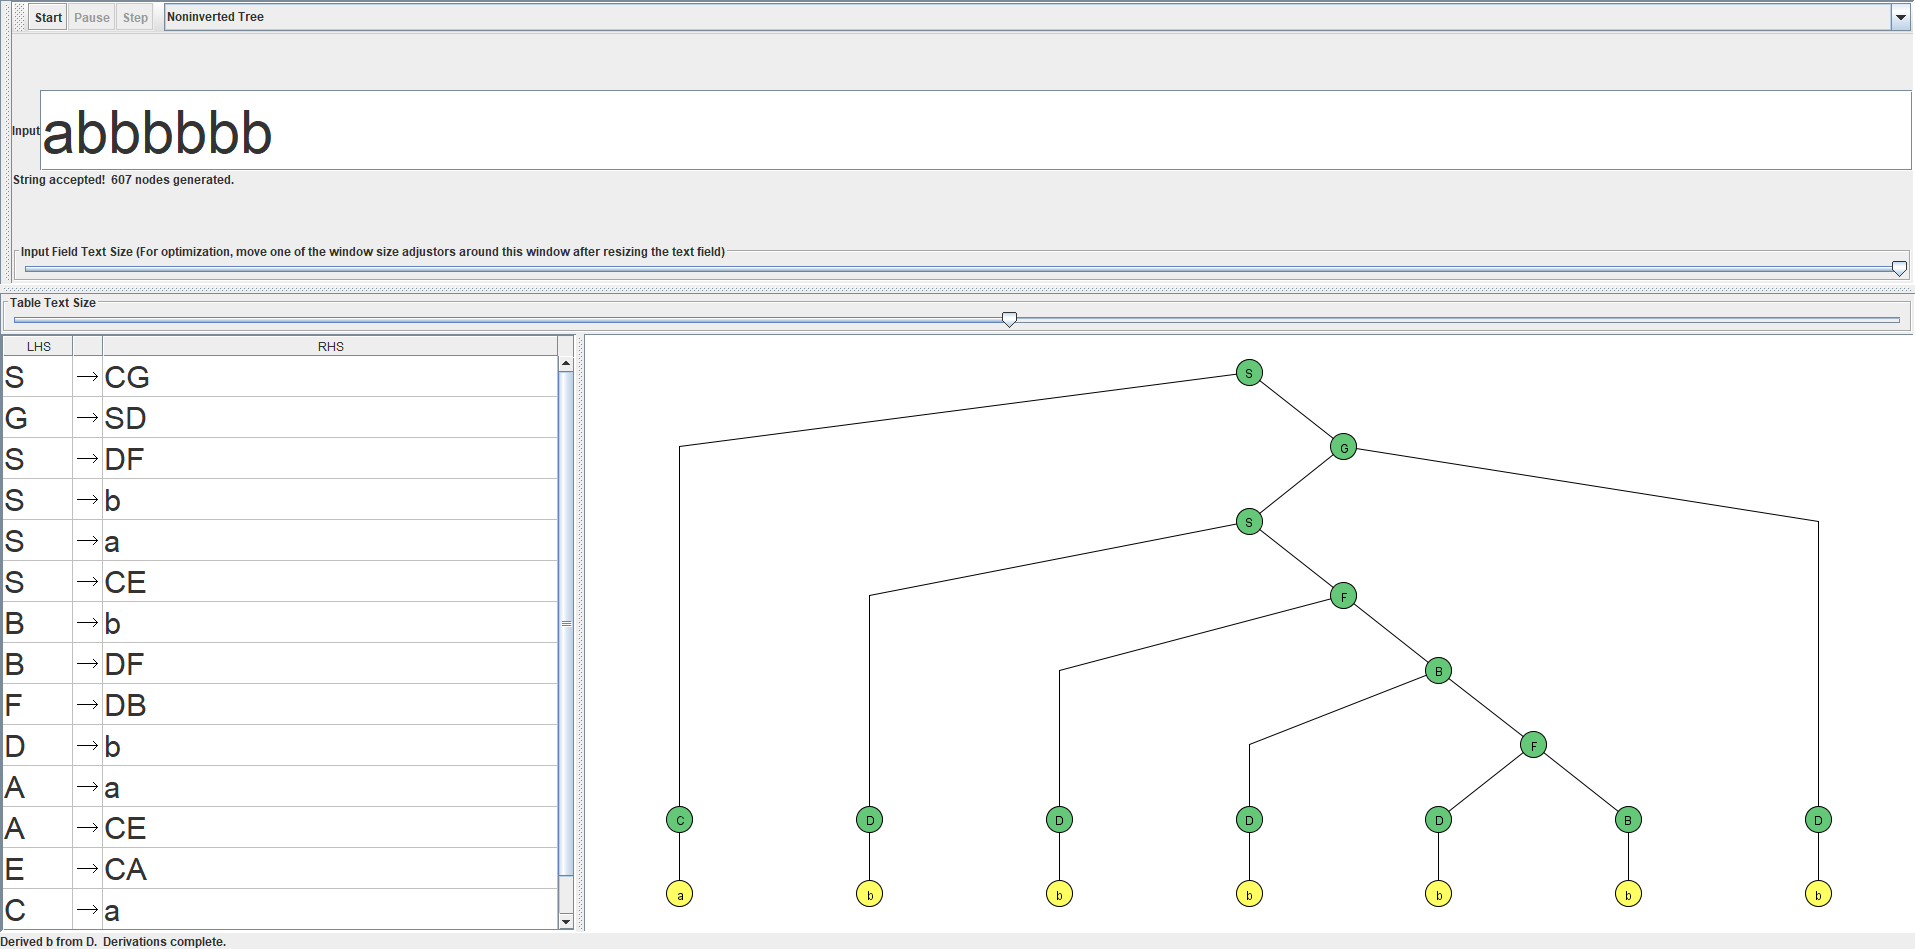 Start Pause Step Noninverted Tree
Input abbbbbb
String accepted! 607 nodes generated.
Input Field Text Size (For optimization, move one of the window size adjustors around this window after resizing the text field)
Table Text Size
LHS RHS
S → CG
G → SD
S → DF
S → b
S → a
S → CE
B → b
B → DF
F → DB
D → b
A → a
A → CE
E → CA
C → a
S
G
S
F
B
F
C D D D D B D
a b b b b b b
Derived b from D. Derivations complete.